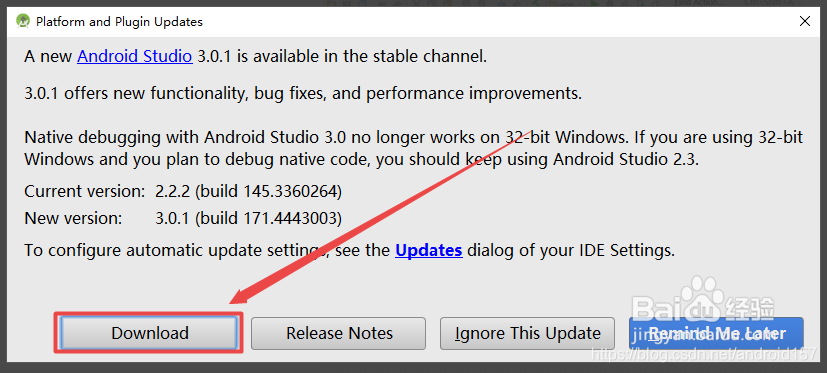 Platform and Plugin Updates
A new Android Studio 3.0.1 is available in the stable channel.
3.0.1 offers new functionality, bug fixes, and performance improvements.
Native debugging with Android Studio 3.0 no longer works on 32-bit Windows. If you are using 32-bit
Windows and you plan to debug native code, you should keep using Android Studio 2.3.
Current version: 2.2.2 (build 145.3360264)
New version: 3.0.1 (build 171.4443003)
To configure automatic update settings, see the Updates dialog of your IDE Settings.
Download Release Notes Ignore This Update Remind Me Later
Baidu 经验
jingyan.baidu.com
https://blog.csdn.net/android157